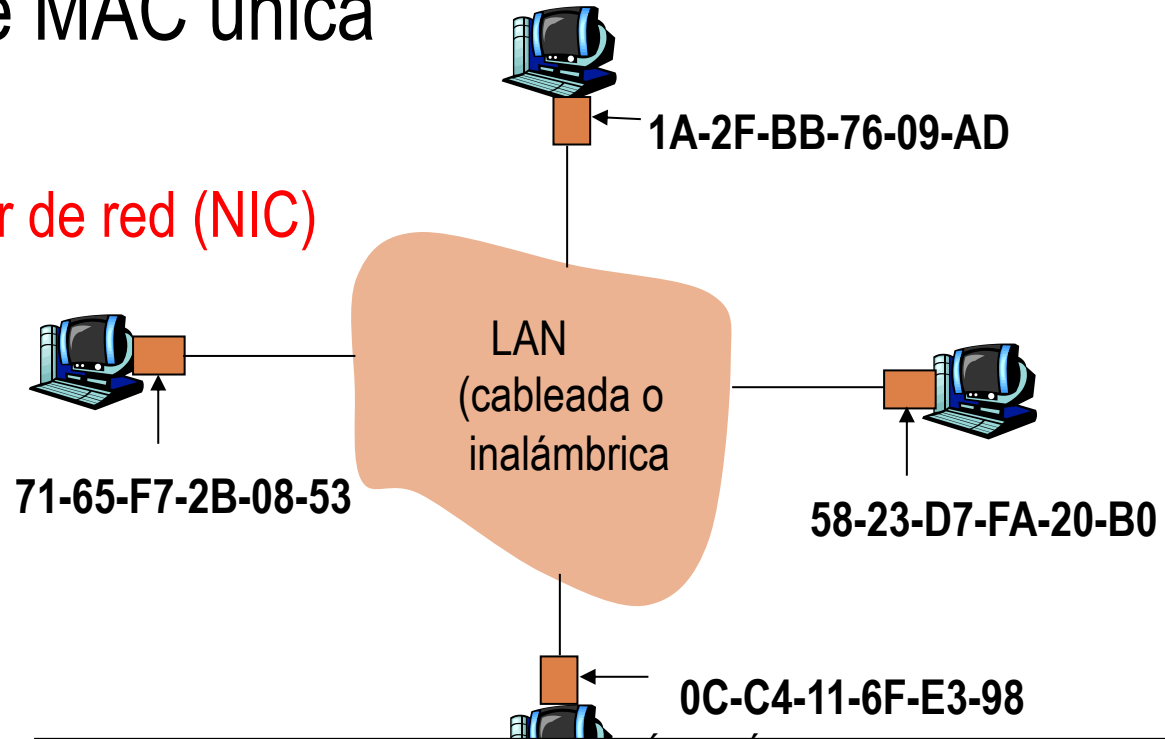 e MAC única
1A-2F-BB-76-09-AD
r de red (NIC)
LAN
(cableada o
inalámbrica
71-65-F7-2B-08-53
58-23-D7-FA-20-B0
0C-C4-11-6F-E3-98